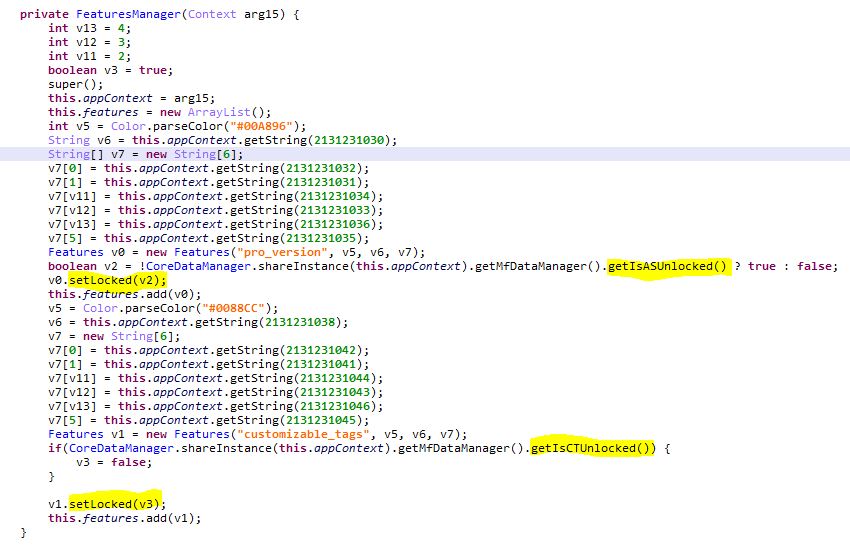 private FeaturesManager(Context arg15) {
int v13 = 4;
int v12 = 3;
int v11 = 2;
boolean v3 = true;
super();
this.appContext = arg15;
this.features = new ArrayList();
int v5 = Color.parseColor("#00A896");
String v6 = this.appContext.getString(2131231030);
String[] v7 = new String[6];
v7[0] = this.appContext.getString(2131231032);
v7[1] = this.appContext.getString(2131231031);
v7[v11] = this.appContext.getString(2131231034);
v7[v12] = this.appContext.getString(2131231033);
v7[v13] = this.appContext.getString(2131231036);
v7[5] = this.appContext.getString(2131231035);
Features v0 = new Features("pro_version", v5, v6, v7);
boolean v2 = !CoreDataManager.shareInstance(this.appContext).getMfDataManager().getIsASUnlocked() ? true : false;
v0.setLocked(v2);
this.features.add(v0);
v5 = Color.parseColor("#0088CC");
v6 = this.appContext.getString(2131231038);
v7 = new String[6];
v7[0] = this.appContext.getString(2131231042);
v7[1] = this.appContext.getString(2131231041);
v7[v11] = this.appContext.getString(2131231044);
v7[v12] = this.appContext.getString(2131231043);
v7[v13] = this.appContext.getString(2131231046);
v7[5] = this.appContext.getString(2131231045);
Features v1 = new Features("customizable_tags", v5, v6, v7);
if(CoreDataManager.shareInstance(this.appContext).getMfDataManager().getIsCTUnlocked()) {
v3 = false;
}
v1.setLocked(v3);
this.features.add(v1);
}